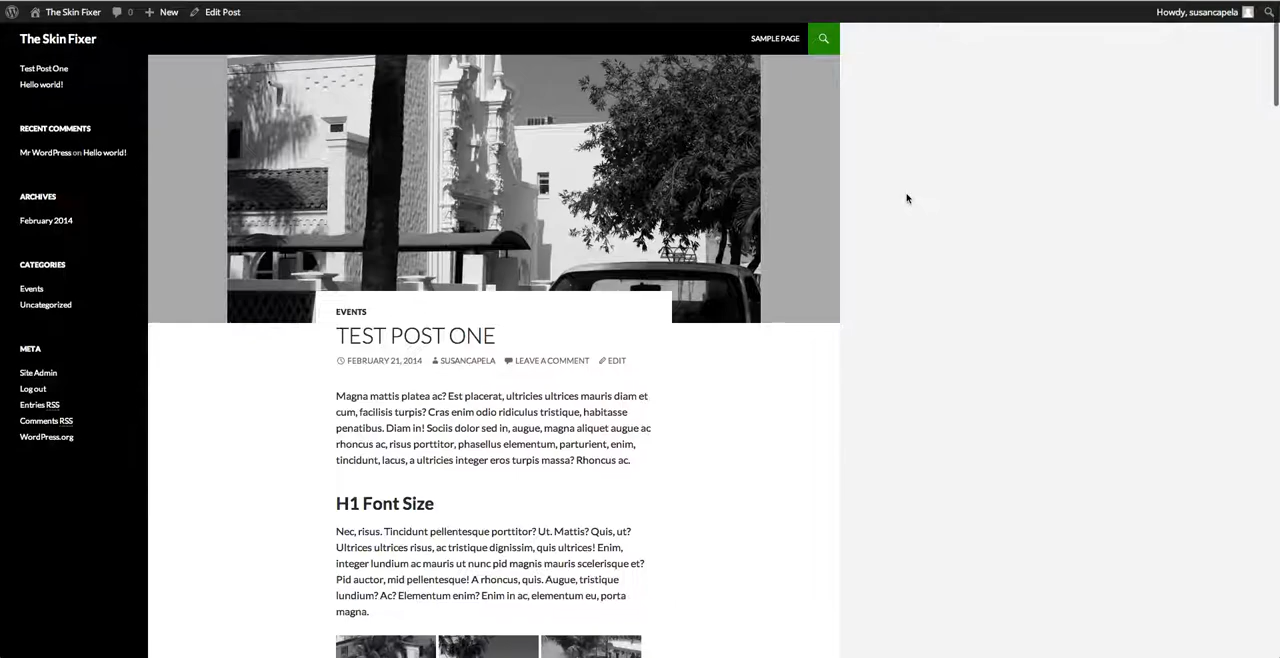 The Skin Fixer 0 New Edit Post Howdy, susancapela
The Skin Fixer SAMPLE PAGE
Test Post One
Hello world!
RECENT COMMENTS
Mr WordPress on Hello world!
ARCHIVES
February 2014
CATEGORIES
Events
Uncategorized
META
Site Admin
Log out
Entries RSS
Comments RSS
WordPress.org
EVENTS
TEST POST ONE
FEBRUARY 21, 2014 SUSANCAPELA LEAVE A COMMENT EDIT
Magna mattis platea ac? Est placerat, ultricies ultrices mauris diam et
cum, facilisis turpis? Cras enim odio ridiculus tristique, habitasse
penatibus. Diam in! Sociis dolor sed in, augue, magna aliquet augue ac
rhoncus ac, risus porttitor, phasellus elementum, parturient, enim,
tincidunt, lacus, a ultricies integer eros turpis massa? Rhoncus ac.
H1 Font Size
Nec, risus. Tincidunt pellentesque porttitor? Ut. Mattis? Quis, ut?
Ultrices ultrices risus, ac tristique dignissim, quis ultrices! Enim,
integer lundium ac mauris ut nunc pid magnis mauris scelerisque et?
Pid auctor, mid pellentesque! A rhoncus, quis. Augue, tristique
lundium? Ac? Elementum enim? Enim in ac, elementum eu, porta
magna.